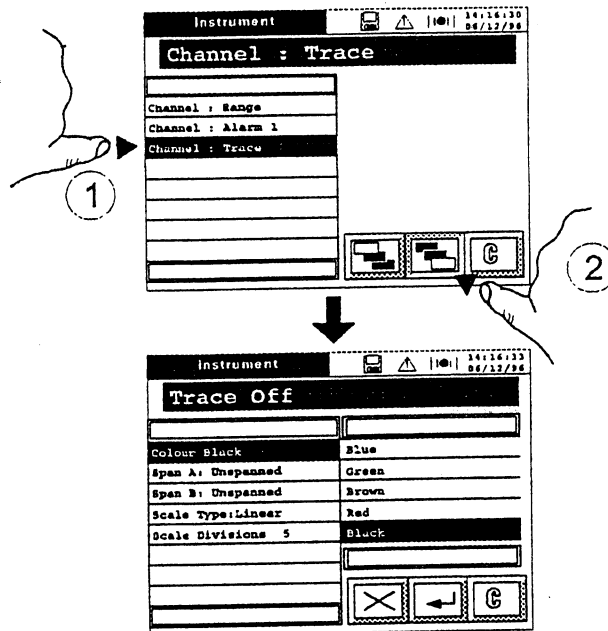 Instrument
14:16:30
06/12/96
Channel : Trace
Channel : Range
Channel : Alarm 1
Channel : Trace
1
C
2
Instrument
14:16:33
06/12/96
Trace Off
Colour Black
Blue
Span A: Unspanned
Green
Span B: Unspanned
Brown
Scale Type:Linear
Red
Scale Divisions 5
Black
C